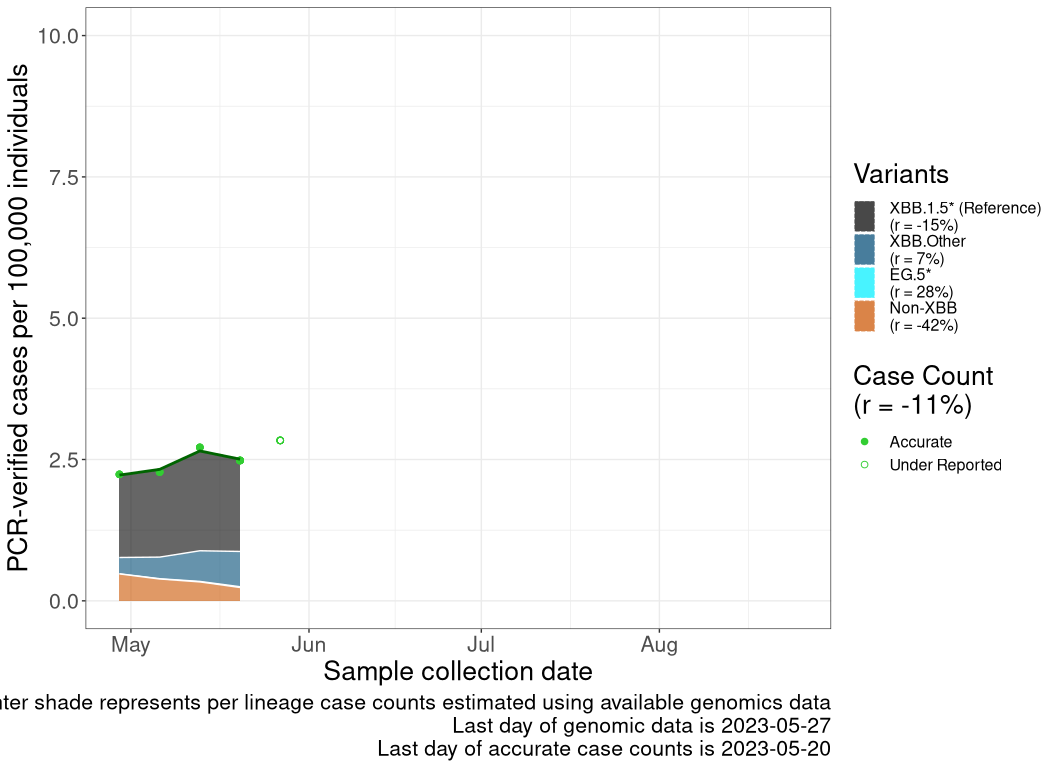 PCR-verified cases per 100,000 individuals
10.0
7.5
5.0
2.5
0.0
May Jun Jul Aug
Sample collection date
Variants
XBB.1.5* (Reference)
(r = -15%)
XBB.Other
(r = 7%)
EG.5*
(r = 28%)
Non-XBB
(r = -42%)
Case Count
(r = -11%)
Accurate
Under Reported
shade represents per lineage case counts estimated using available genomics data
Last day of genomic data is 2023-05-27
Last day of accurate case counts is 2023-05-20